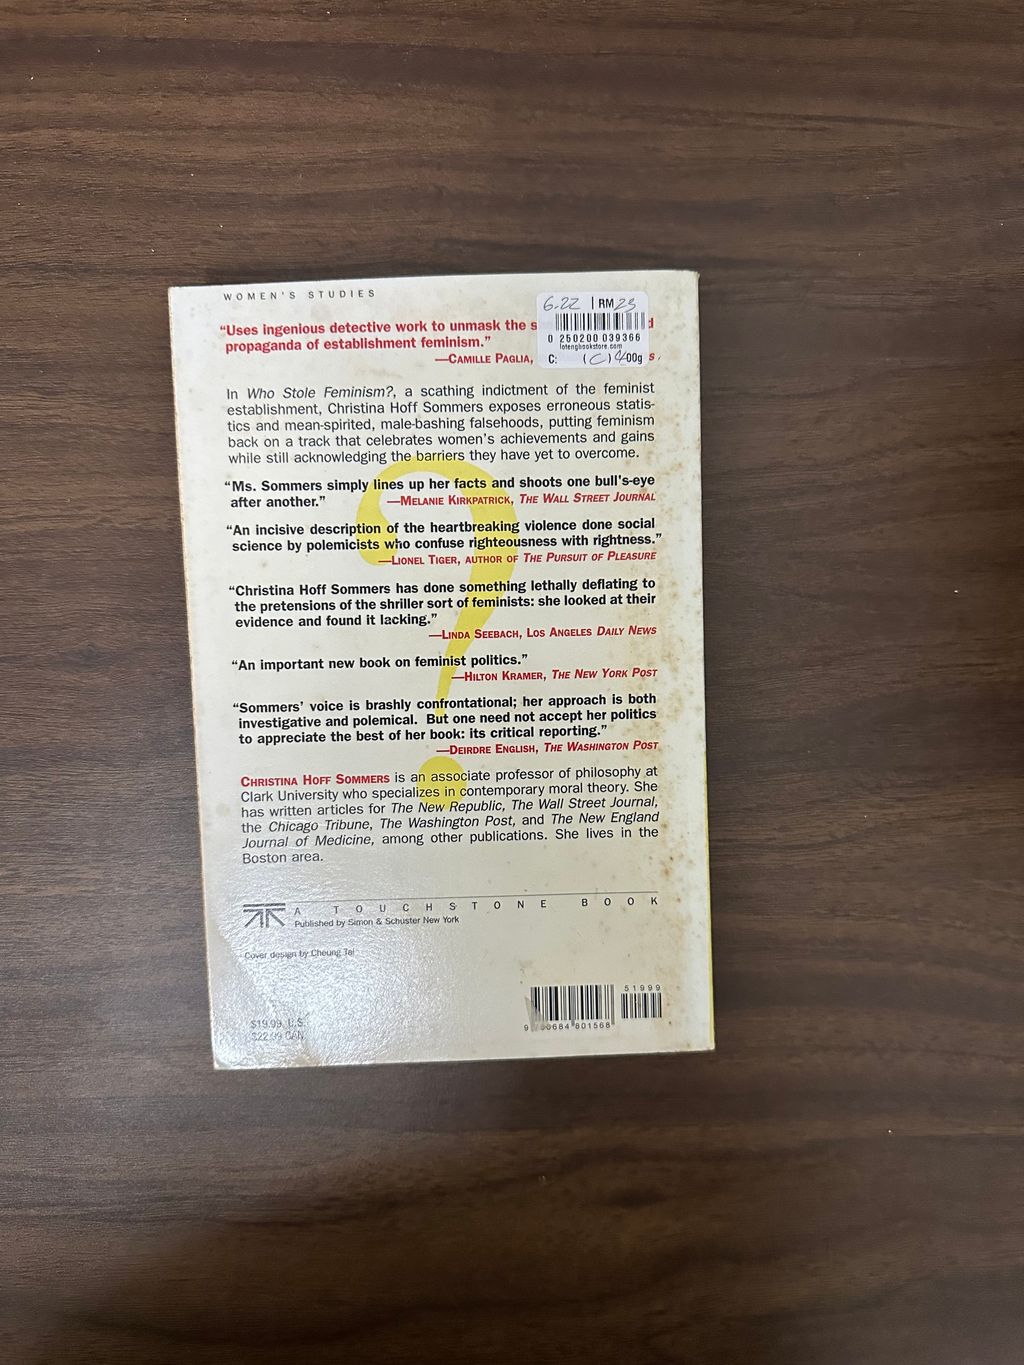 WOMEN'S STUDIES
6.22 RM 23
0 250200 039366
lotengbookstore.com
C: 400g
“Uses ingenious detective work to unmask the
propaganda of establishment feminism.”
—CAMILLE PAGLIA,
In Who Stole Feminism?, a scathing indictment of the feminist
establishment, Christina Hoff Sommers exposes erroneous statis-
tics and mean-spirited, male-bashing falsehoods, putting feminism
back on a track that celebrates women's achievements and gains
while still acknowledging the barriers they have yet to overcome.
“Ms. Sommers simply lines up her facts and shoots one bull's-eye
after another.” —MELANIE KIRKPATRICK, THE WALL STREET JOURNAL
“An incisive description of the heartbreaking violence done social
science by polemicists who confuse righteousness with rightness.”
—LIONEL TIGER, AUTHOR OF THE PURSUIT OF PLEASURE
“Christina Hoff Sommers has done something lethally deflating to
the pretensions of the shriller sort of feminists: she looked at their
evidence and found it lacking.”
—LINDA SEEBACH, LOS ANGELES DAILY NEWS
“An important new book on feminist politics.”
—HILTON KRAMER, THE NEW YORK POST
“Sommers' voice is brashly confrontational; her approach is both
investigative and polemical. But one need not accept her politics
to appreciate the best of her book: its critical reporting.”
—DEIRDRE ENGLISH, THE WASHINGTON POST
CHRISTINA HOFF SOMMERS is an associate professor of philosophy at
Clark University who specializes in contemporary moral theory. She
has written articles for The New Republic, The Wall Street Journal,
the Chicago Tribune, The Washington Post, and The New England
Journal of Medicine, among other publications. She lives in the
Boston area.
A TOUCHSTONE BOOK
Published by Simon & Schuster New York
Cover design by Cheung Tai
51999
$19.99 U.S.
$22.99 CAN.